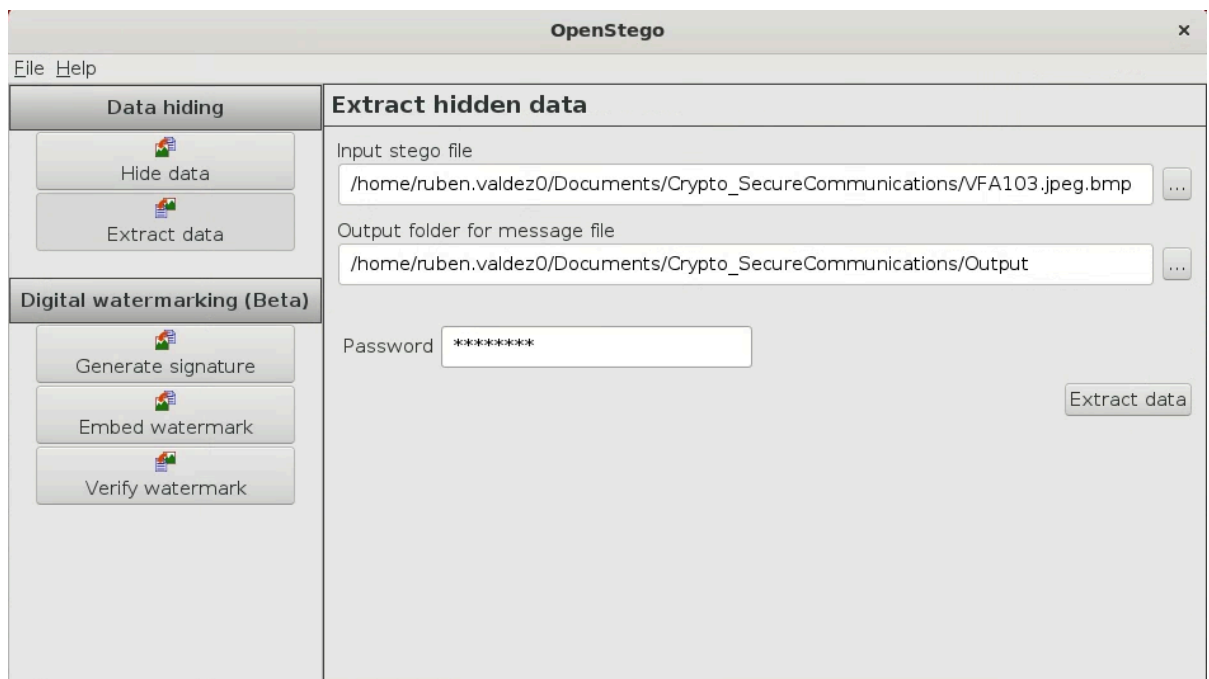 OpenStego
×
File Help
Data hiding
Hide data
Extract data
Digital watermarking (Beta)
Generate signature
Embed watermark
Verify watermark
Extract hidden data
Input stego file
/home/ruben.valdez0/Documents/Crypto_SecureCommunications/VFA103.jpeg.bmp
...
Output folder for message file
/home/ruben.valdez0/Documents/Crypto_SecureCommunications/Output
...
Password ********
Extract data